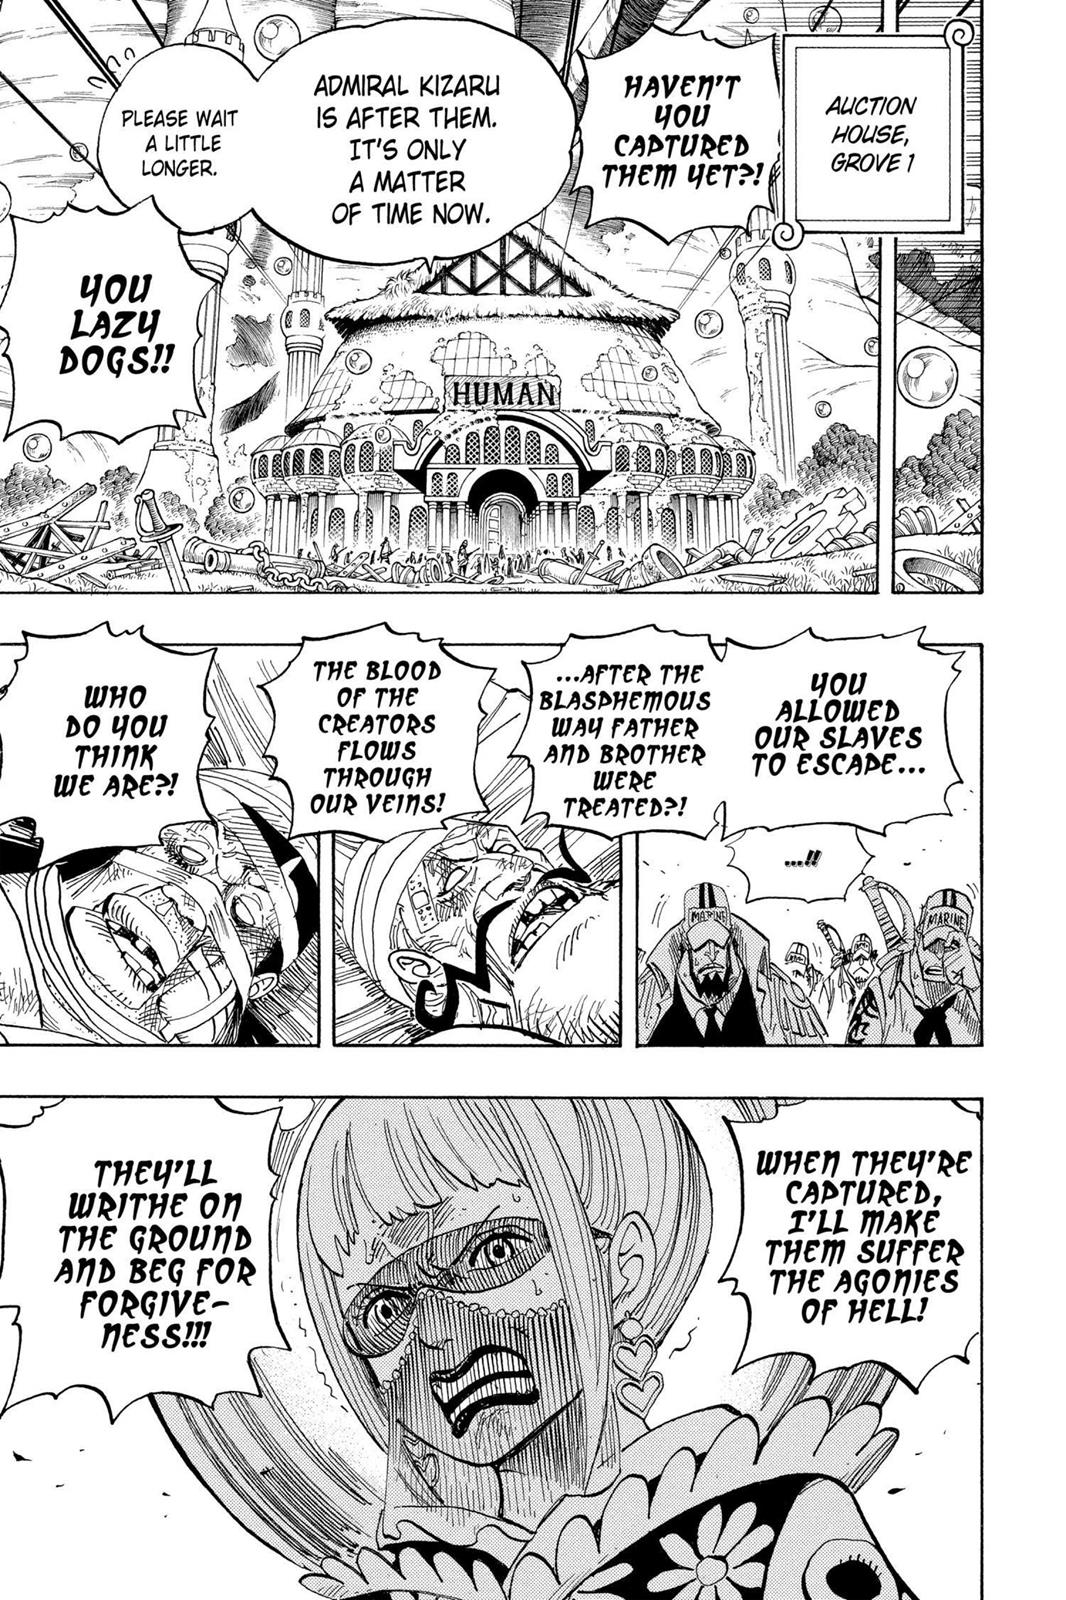 AUCTION
HOUSE,
GROVE 1
HAVEN'T
YOU
CAPTURED
THEM YET?!
ADMIRAL KIZARU
IS AFTER THEM.
IT'S ONLY
A MATTER
OF TIME NOW.
PLEASE WAIT
A LITTLE
LONGER.
YOU
LAZY
DOGS!!
HUMAN
YOU
ALLOWED
OUR SLAVES
TO ESCAPE...
...!!
MARINE
MARINE
...AFTER THE
BLASPHEMOUS
WAY FATHER
AND BROTHER
WERE
TREATED?!
THE BLOOD
OF THE
CREATORS
FLOWS
THROUGH
OUR VEINS!
WHO
DO YOU
THINK
WE ARE?!
WHEN THEY'RE
CAPTURED,
I'LL MAKE
THEM SUFFER
THE AGONIES
OF HELL!
THEY'LL
WRITHE ON
THE GROUND
AND BEG FOR
FORGIVE-
NESS!!!